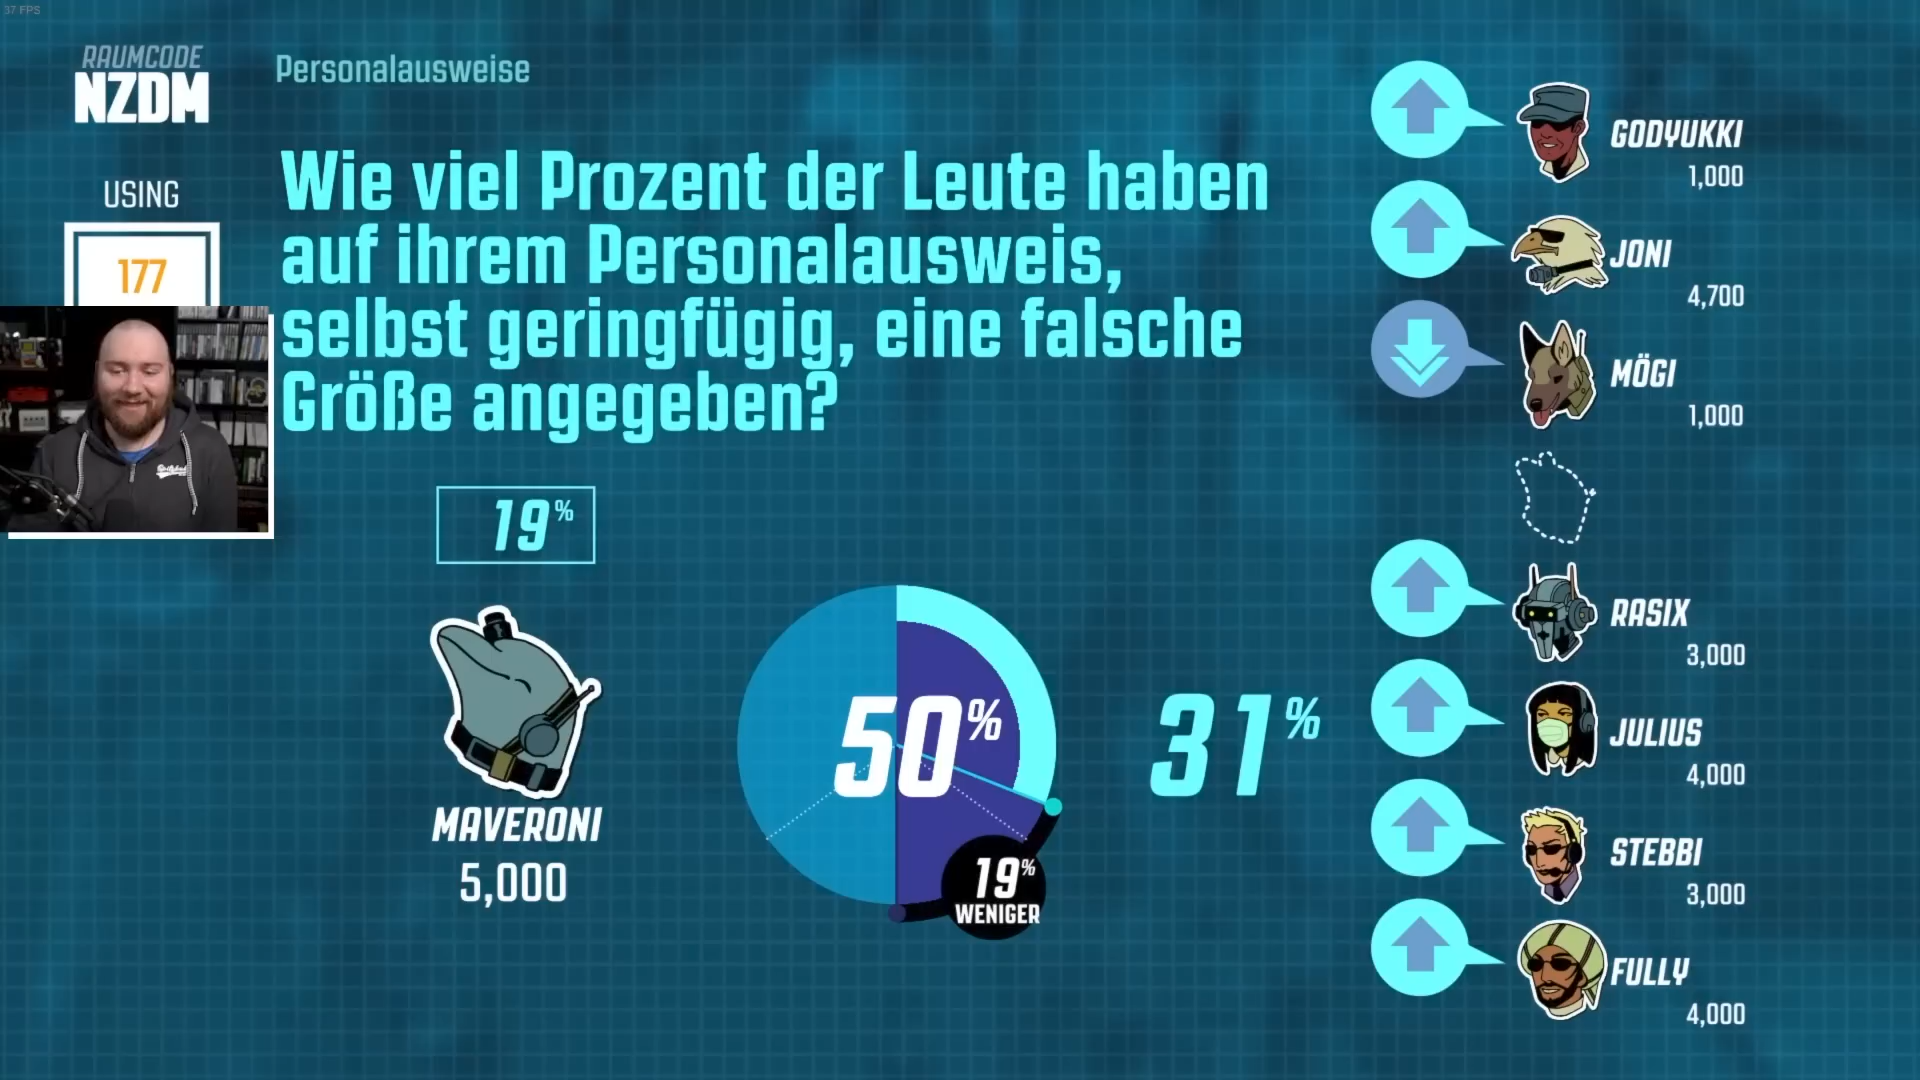 37 FPS
RAUMCODE
NZDM
USING
177
Personalausweise
Wie viel Prozent der Leute haben
auf ihrem Personalausweis,
selbst geringfügig, eine falsche
Größe angegeben?
19%
MAVERONI
5,000
50%
19%
WENIGER
31%
GODYUKKI
1,000
JONI
4,700
MÖGI
1,000
RASIX
3,000
JULIUS
4,000
STEBBI
3,000
FULLY
4,000